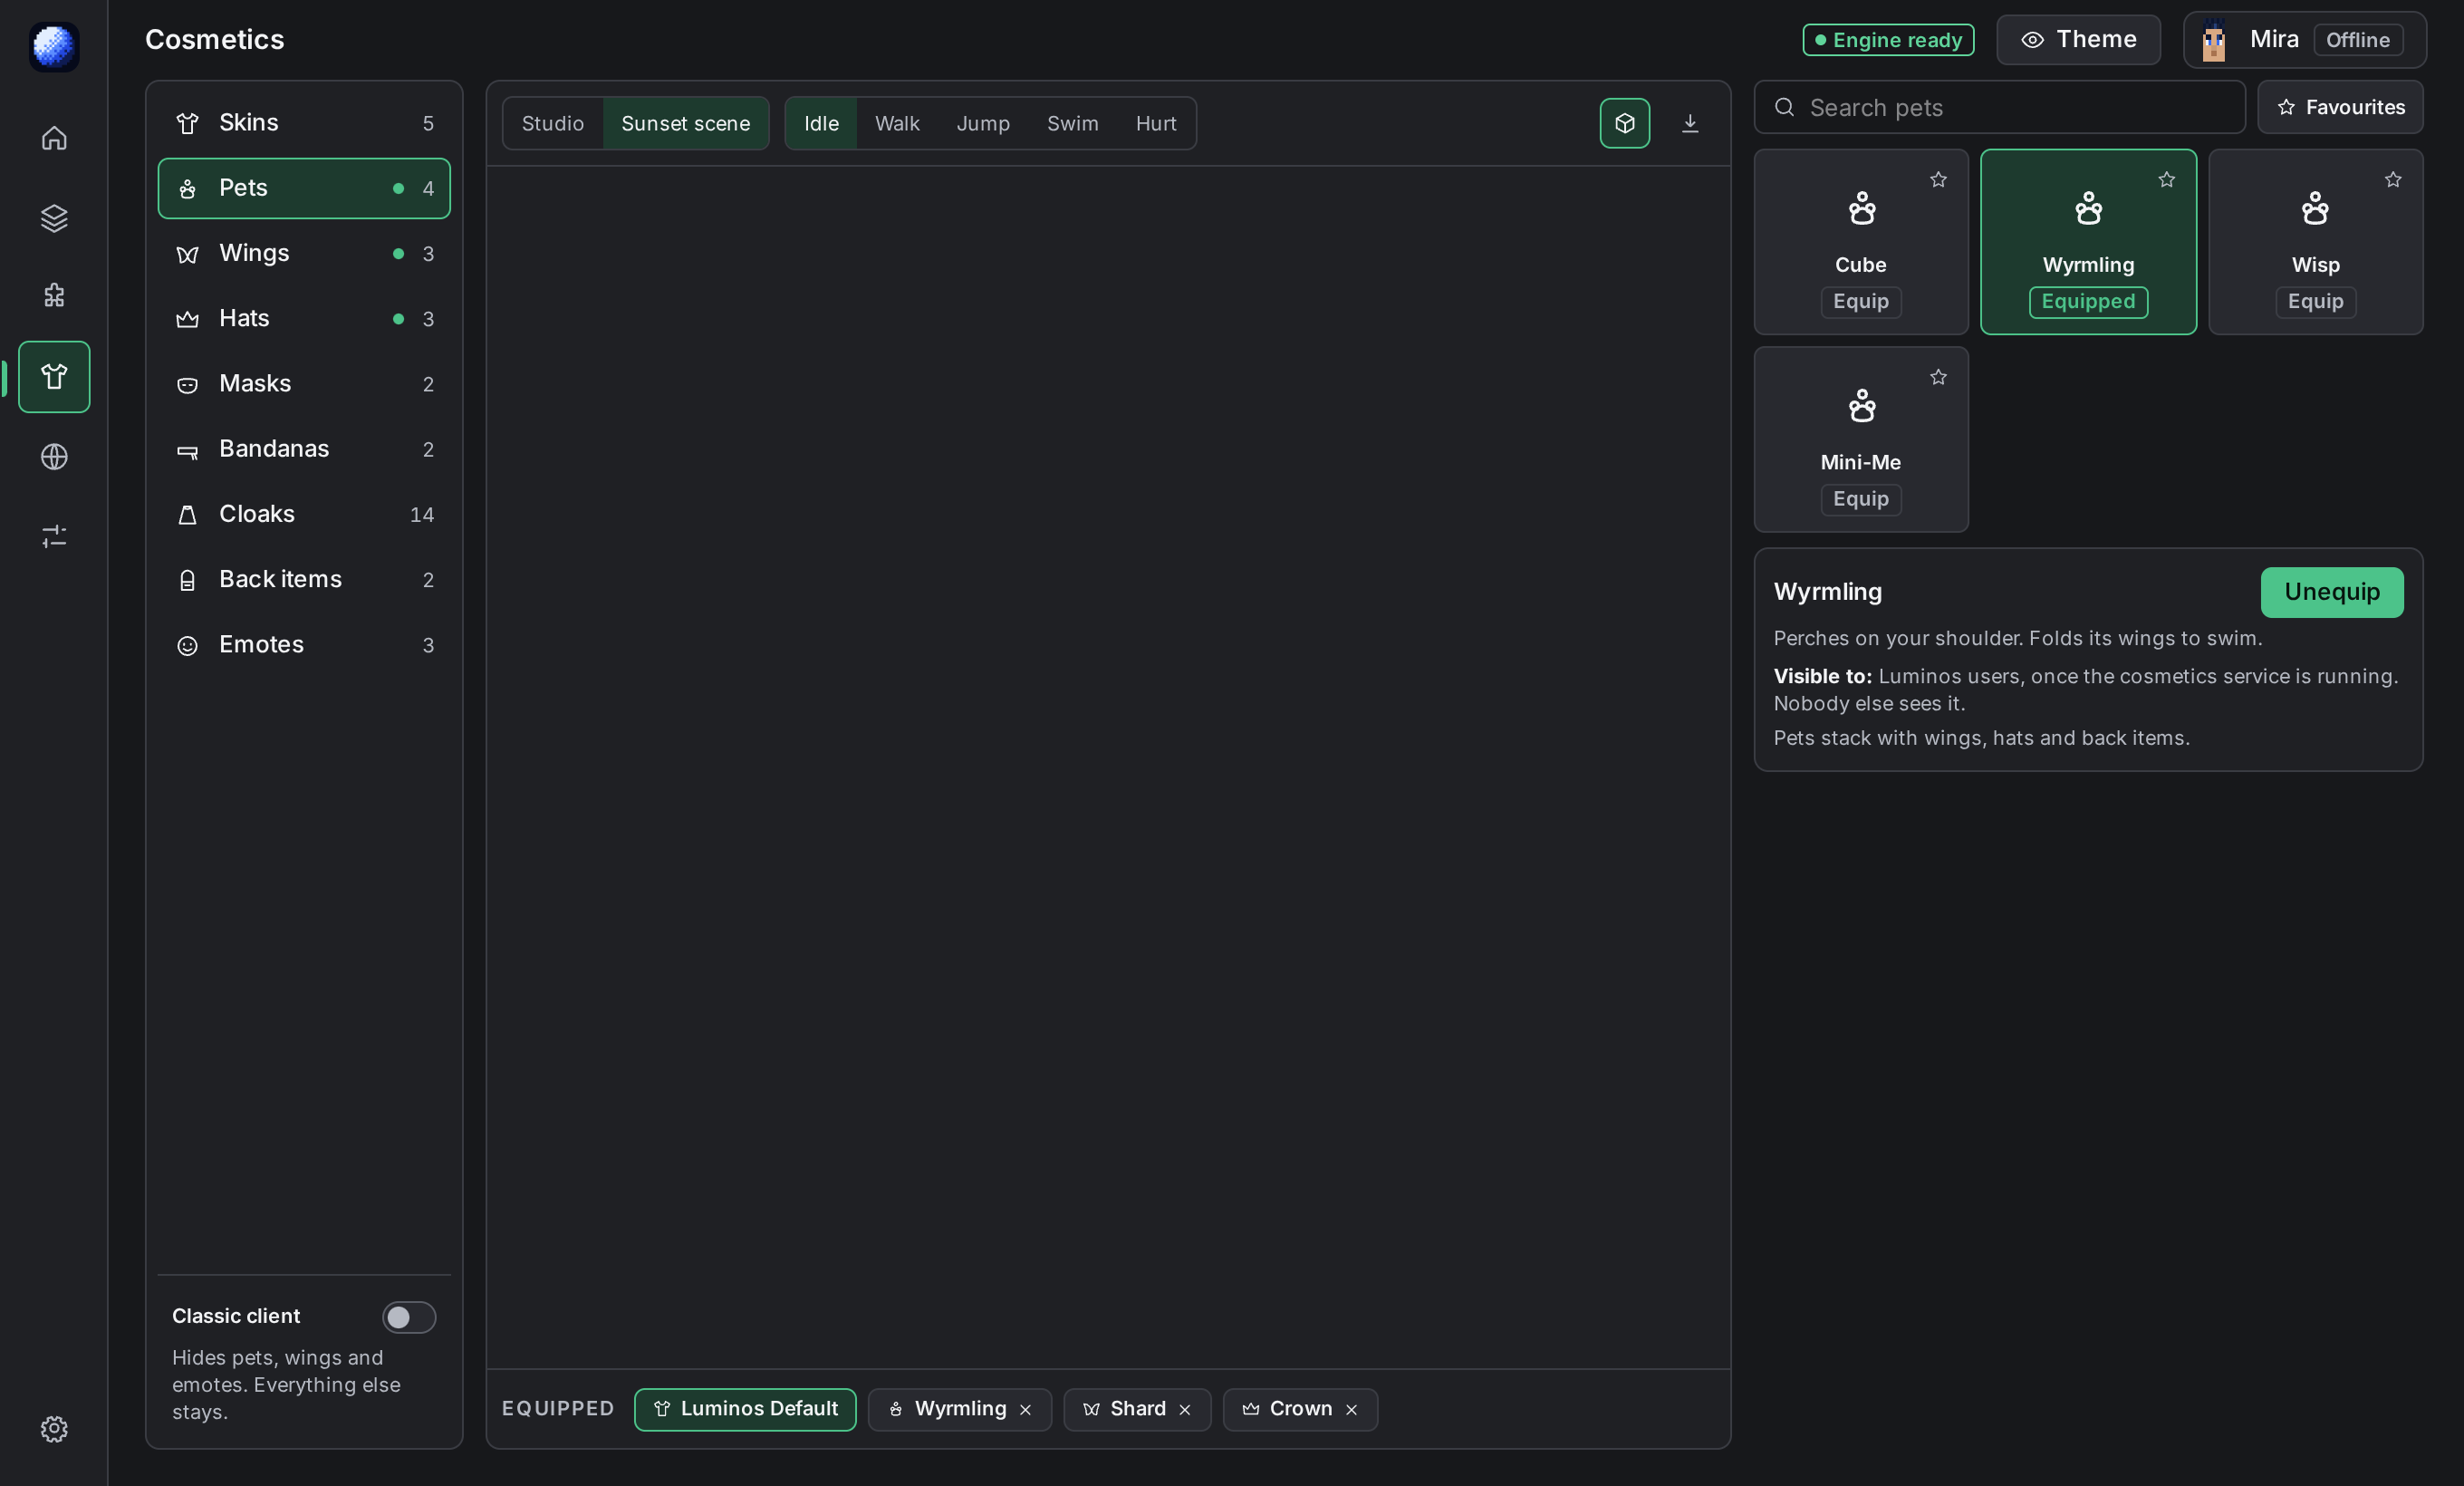 Cosmetics
Engine ready
Theme
Mira
Offline
Skins 5
Pets 4
Wings 3
Hats 3
Masks 2
Bandanas 2
Cloaks 14
Back items 2
Emotes 3
Classic client
Hides pets, wings and
emotes. Everything else
stays.
Studio
Sunset scene
Idle
Walk
Jump
Swim
Hurt
EQUIPPED
Luminos Default
Wyrmling
Shard
Crown
Search pets
Favourites
Cube
Equip
Wyrmling
Equipped
Wisp
Equip
Mini-Me
Equip
Wyrmling
Unequip
Perches on your shoulder. Folds its wings to swim.
Visible to: Luminos users, once the cosmetics service is running.
Nobody else sees it.
Pets stack with wings, hats and back items.